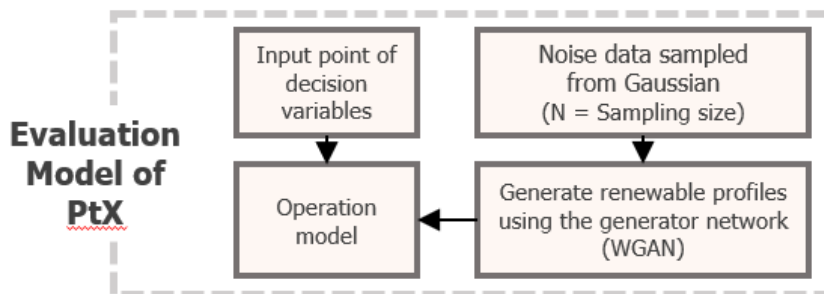 Evaluation
Model of
PtX
Input point of
decision
variables
Noise data sampled
from Gaussian
(N = Sampling size)
Operation
model
Generate renewable profiles
using the generator network
(WGAN)